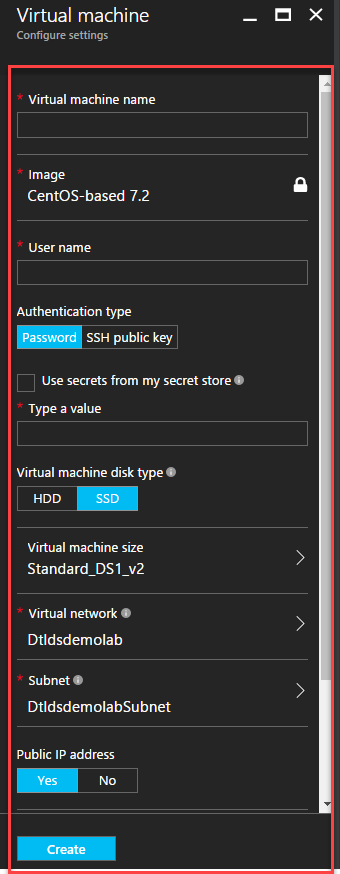 Virtual machine
Configure settings
* Virtual machine name
* Image
CentOS-based 7.2
* User name
Authentication type
Password SSH public key
Use secrets from my secret store
* Type a value
Virtual machine disk type
HDD SSD
Virtual machine size
Standard_DS1_v2
* Virtual network
Dtldsdemolab
* Subnet
DtldsdemolabSubnet
Public IP address
Yes No
Create